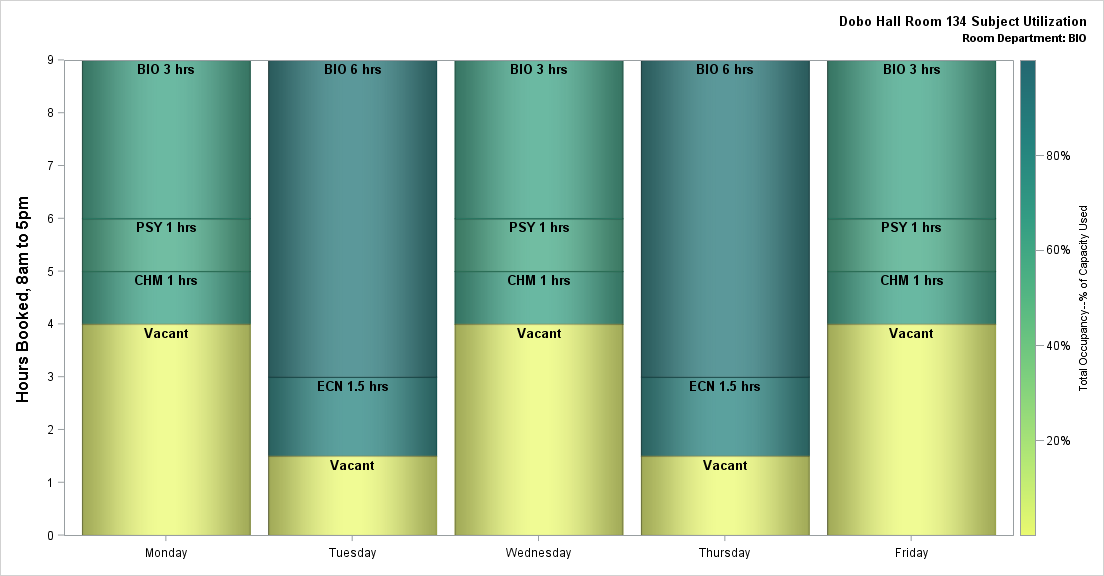 Dobo Hall Room 134 Subject Utilization
Room Department: BIO
Hours Booked, 8am to 5pm
9
8
7
6
5
4
3
2
1
0
BIO 3 hrs
PSY 1 hrs
CHM 1 hrs
Vacant
BIO 6 hrs
ECN 1.5 hrs
Vacant
BIO 3 hrs
PSY 1 hrs
CHM 1 hrs
Vacant
BIO 6 hrs
ECN 1.5 hrs
Vacant
BIO 3 hrs
PSY 1 hrs
CHM 1 hrs
Vacant
Monday
Tuesday
Wednesday
Thursday
Friday
80%
60%
40%
20%
Total Occupancy--% of Capacity Used